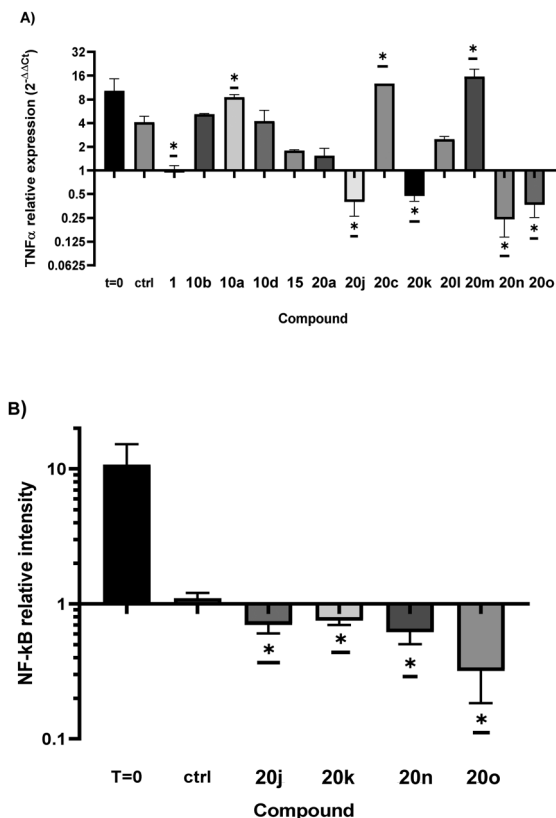 A)
TNFα relative expression (2^-ΔΔCt)
32
16
8
4
2
1
0.5
0.25
0.125
0.0625
* * * * * * * *
t=0 ctrl 1 10b 10a 10d 15 20a 20j 20c 20k 20l 20m 20n 20o
Compound
B)
NF-kB relative intensity
10
1
0.1
* * * *
T=0 ctrl 20j 20k 20n 20o
Compound